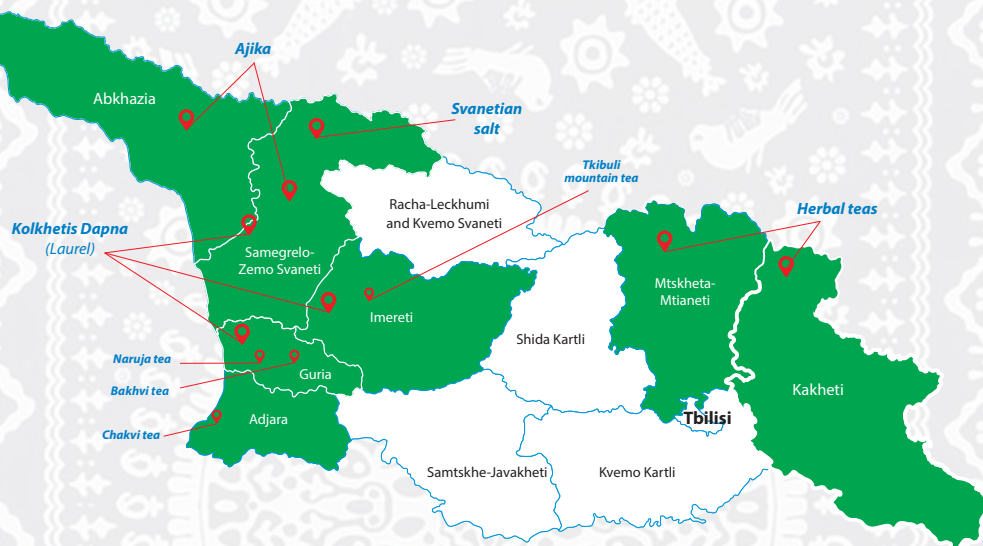 Ajika
Abkhazia
Svanetian
salt
Tkibuli
mountain tea
Racha-Leckhumi
and Kvemo Svaneti
Herbal teas
Kolkhetis Dapna
(Laurel)
Samegrelo-
Zemo Svaneti
Mtskheta-
Mtianeti
Imereti
Shida Kartli
Naruja tea
Guria
Bakhvi tea
Kakheti
Adjara
Tbilisi
Chakvi tea
Samtskhe-Javakheti
Kvemo Kartli